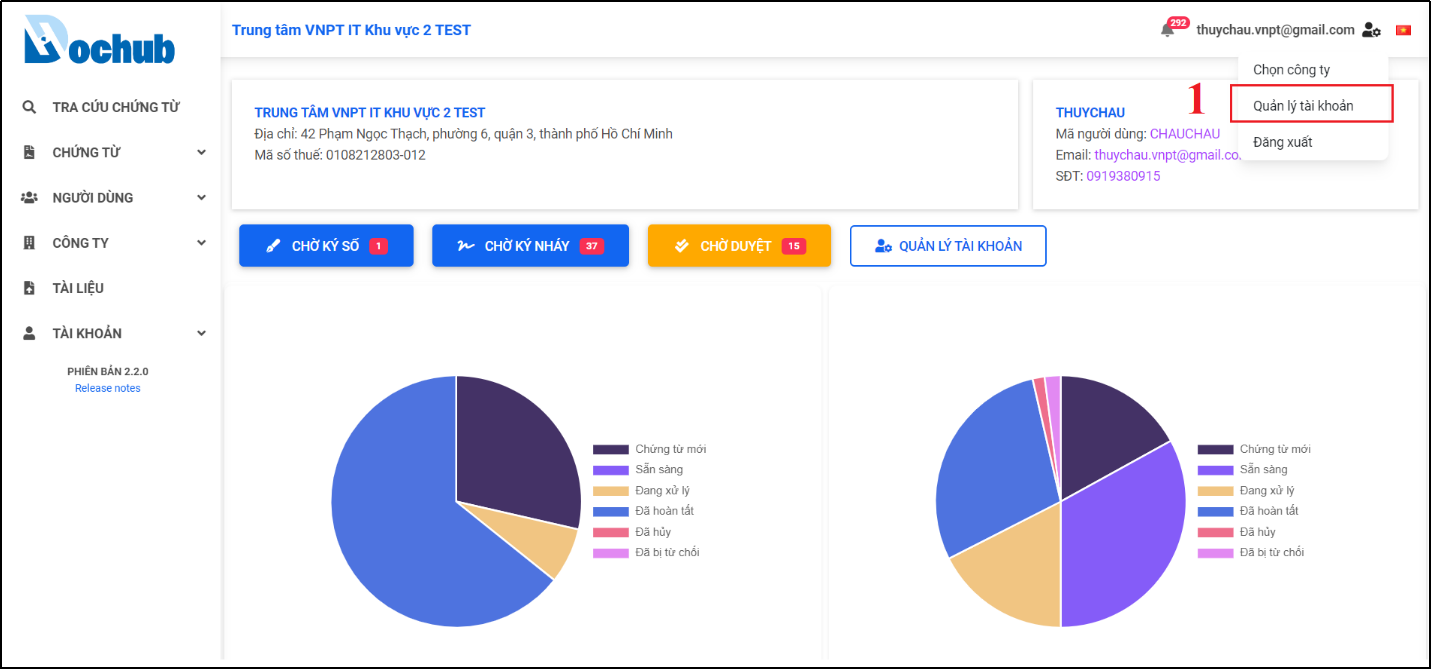 Dochub
Trung tâm VNPT IT Khu vực 2 TEST
292
thuychau.vnpt@gmail.com
Chọn công ty
1
Quản lý tài khoản
Đăng xuất
TRA CỨU CHỨNG TỪ
CHỨNG TỪ
NGƯỜI DÙNG
CÔNG TY
TÀI LIỆU
TÀI KHOẢN
PHIÊN BẢN 2.2.0
Release notes
TRUNG TÂM VNPT IT KHU VỰC 2 TEST
Địa chỉ: 42 Phạm Ngọc Thạch, phường 6, quận 3, thành phố Hồ Chí Minh
Mã số thuế: 0108212803-012
THUYCHAU
Mã người dùng: CHAUCHAU
Email: thuychau.vnpt@gmail.co
SĐT: 0919380915
CHỜ KÝ SỐ 1
CHỜ KÝ NHÁY 37
CHỜ DUYỆT 15
QUẢN LÝ TÀI KHOẢN
Chứng từ mới
Sẵn sàng
Đang xử lý
Đã hoàn tất
Đã hủy
Đã bị từ chối
Chứng từ mới
Sẵn sàng
Đang xử lý
Đã hoàn tất
Đã hủy
Đã bị từ chối